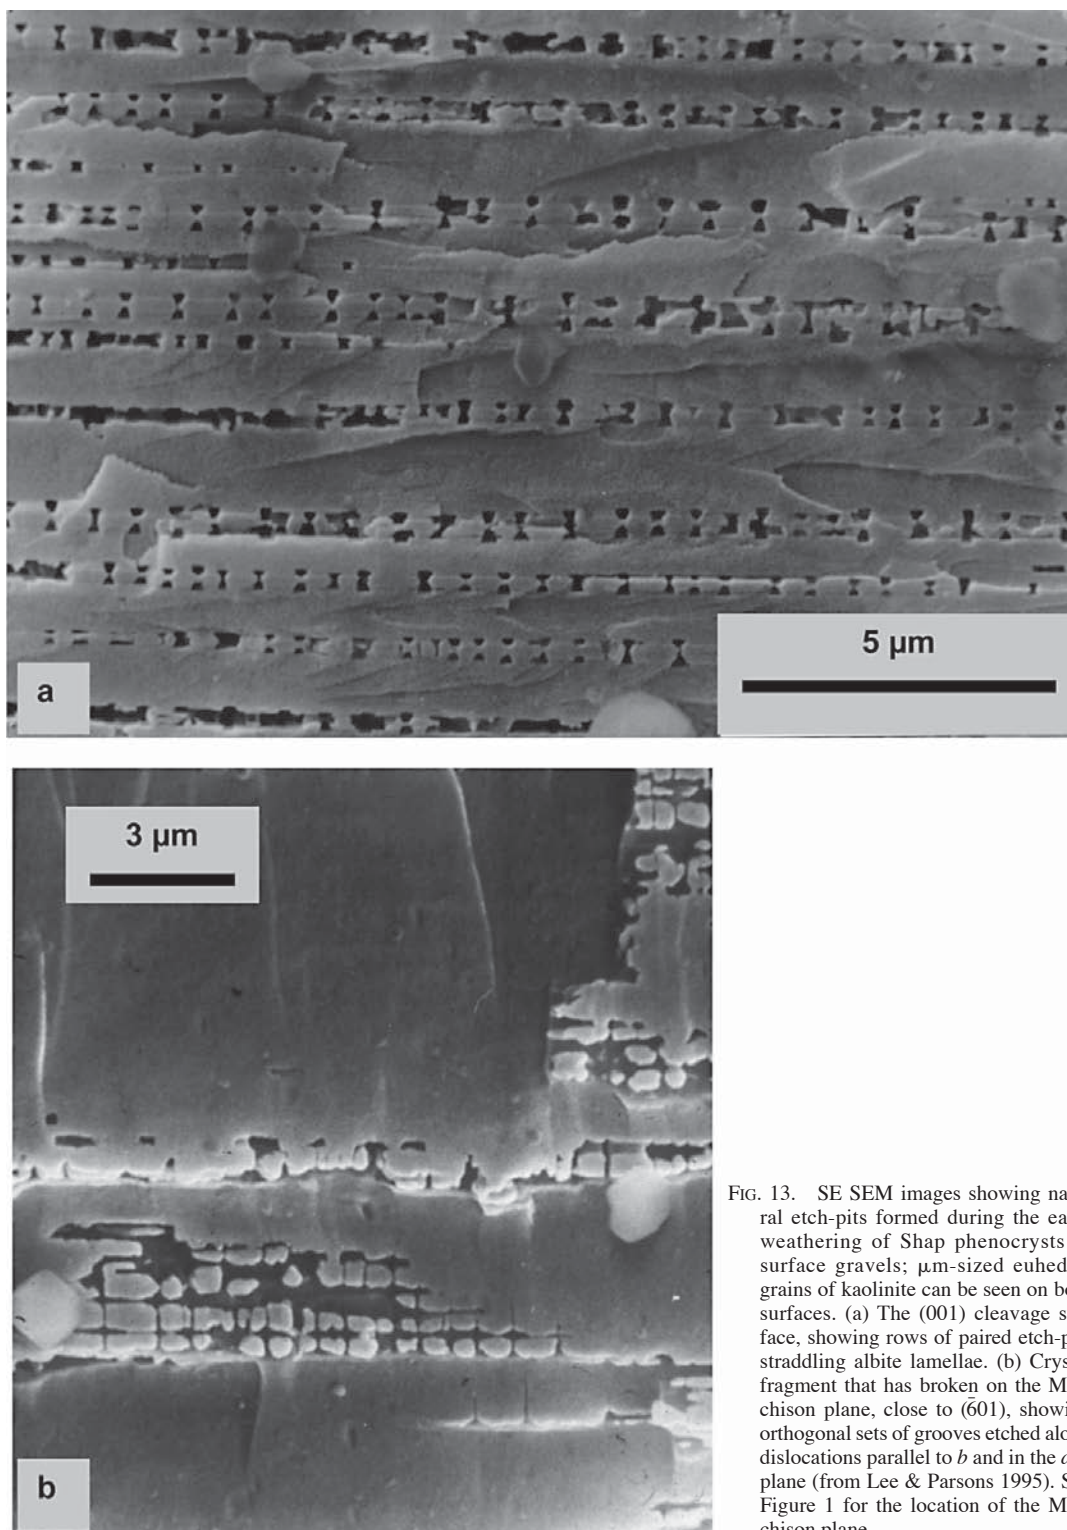 5 µm
a
3 µm
b
FIG. 13. SE SEM images showing na
ral etch-pits formed during the ea
weathering of Shap phenocrysts
surface gravels; μm-sized euhed
grains of kaolinite can be seen on bo
surfaces. (a) The (001) cleavage s
face, showing rows of paired etch-p
straddling albite lamellae. (b) Crys
fragment that has broken on the M
chison plane, close to (6̄01), showi
orthogonal sets of grooves etched alo
dislocations parallel to b and in the a
plane (from Lee & Parsons 1995). S
Figure 1 for the location of the M
chison plane